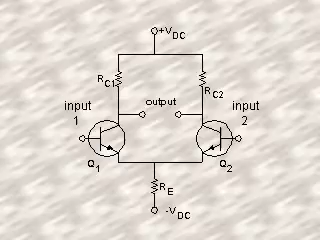 +VDC
RC1
RC2
input
1
output
input
2
Q1
Q2
RE
-VDC